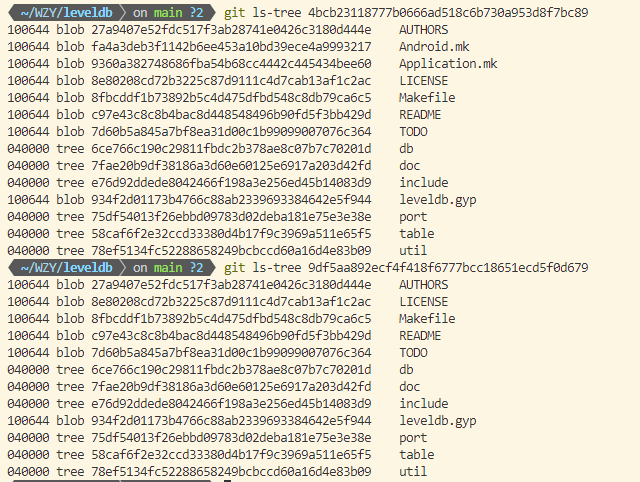 ~/WZY/leveldb on main ?2 git ls-tree 4bcb23118777b0666ad518c6b730a953d8f7bc89
100644 blob 27a9407e52fdc517f3ab28741e0426c3180d444e AUTHORS
100644 blob fa4a3deb3f1142b6ee453a10bd39ece4a9993217 Android.mk
100644 blob 9360a382748686fba54b68cc4442c445434bee60 Application.mk
100644 blob 8e80208cd72b3225c87d9111c4d7cab13af1c2ac LICENSE
100644 blob 8fbcddf1b73892b5c4d475dfbd548c8db79ca6c5 Makefile
100644 blob c97e43c8c8b4bac8d448548496b90fd5f3bb429d README
100644 blob 7d60b5a845a7bf8ea31d00c1b99099007076c364 TODO
040000 tree 6ce766c190c29811fbdc2b378ae8c07b7c70201d db
040000 tree 7fae20b9df38186a3d60e60125e6917a203d42fd doc
040000 tree e76d92ddede8042466f198a3e256ed45b14083d9 include
100644 blob 934f2d01173b4766c88ab2339693384642e5f944 leveldb.gyp
040000 tree 75df54013f26ebbd09783d02deba181e75e3e38e port
040000 tree 58caf6f2e32ccd33380d4b17f9c3969a511e65f5 table
040000 tree 78ef5134fc52288658249bcbccd60a16d4e83b09 util
~/WZY/leveldb on main ?2 git ls-tree 9df5aa892ecf4f418f6777bcc18651ecd5f0d679
100644 blob 27a9407e52fdc517f3ab28741e0426c3180d444e AUTHORS
100644 blob 8e80208cd72b3225c87d9111c4d7cab13af1c2ac LICENSE
100644 blob 8fbcddf1b73892b5c4d475dfbd548c8db79ca6c5 Makefile
100644 blob c97e43c8c8b4bac8d448548496b90fd5f3bb429d README
100644 blob 7d60b5a845a7bf8ea31d00c1b99099007076c364 TODO
040000 tree 6ce766c190c29811fbdc2b378ae8c07b7c70201d db
040000 tree 7fae20b9df38186a3d60e60125e6917a203d42fd doc
040000 tree e76d92ddede8042466f198a3e256ed45b14083d9 include
100644 blob 934f2d01173b4766c88ab2339693384642e5f944 leveldb.gyp
040000 tree 75df54013f26ebbd09783d02deba181e75e3e38e port
040000 tree 58caf6f2e32ccd33380d4b17f9c3969a511e65f5 table
040000 tree 78ef5134fc52288658249bcbccd60a16d4e83b09 util